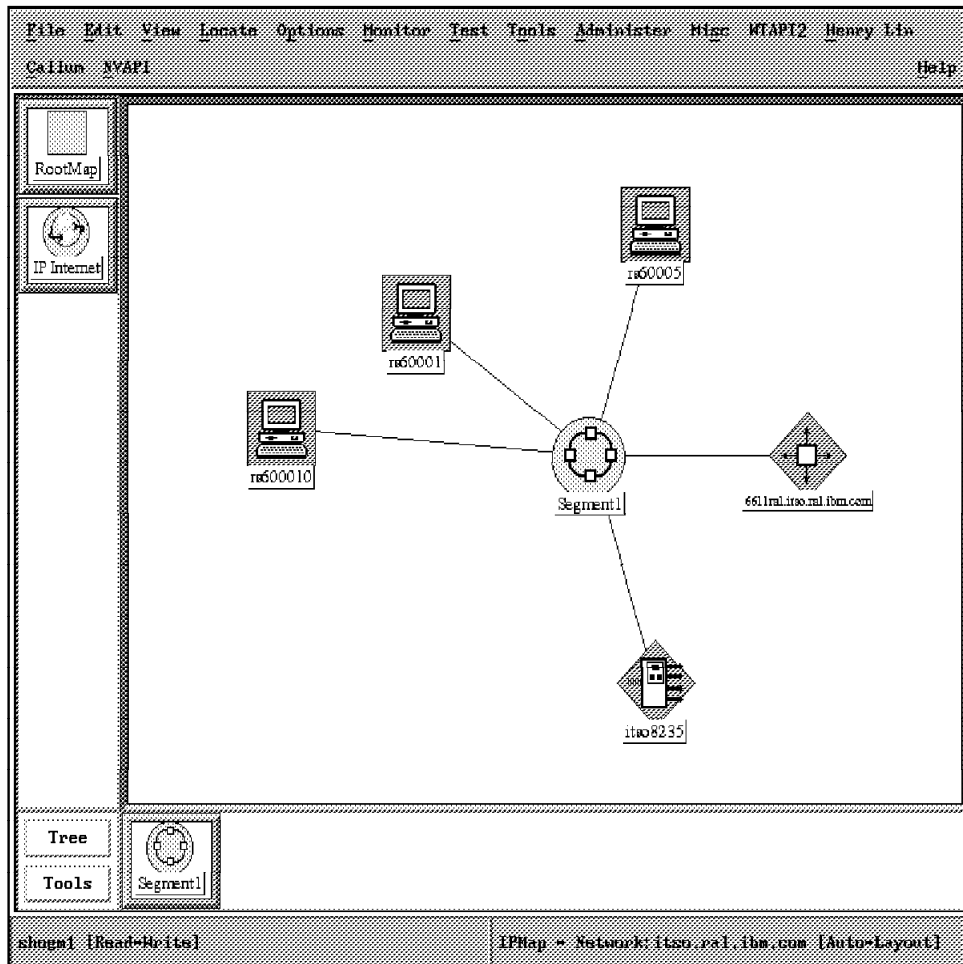 File Edit View Locate Options Monitor Test Tools Administer Misc WTAPI2 Henry Lin
Callum NVAPI Help
RootMap
IP Internet
rs60005
rs60001
rs600010
Segment1
6611ral.itso.ral.ibm.com
itso8235
Tree
Tools
Segment1
shogm1 [Read-Write]
IPMap - Network:itso.ral.ibm.com [Auto-Layout]